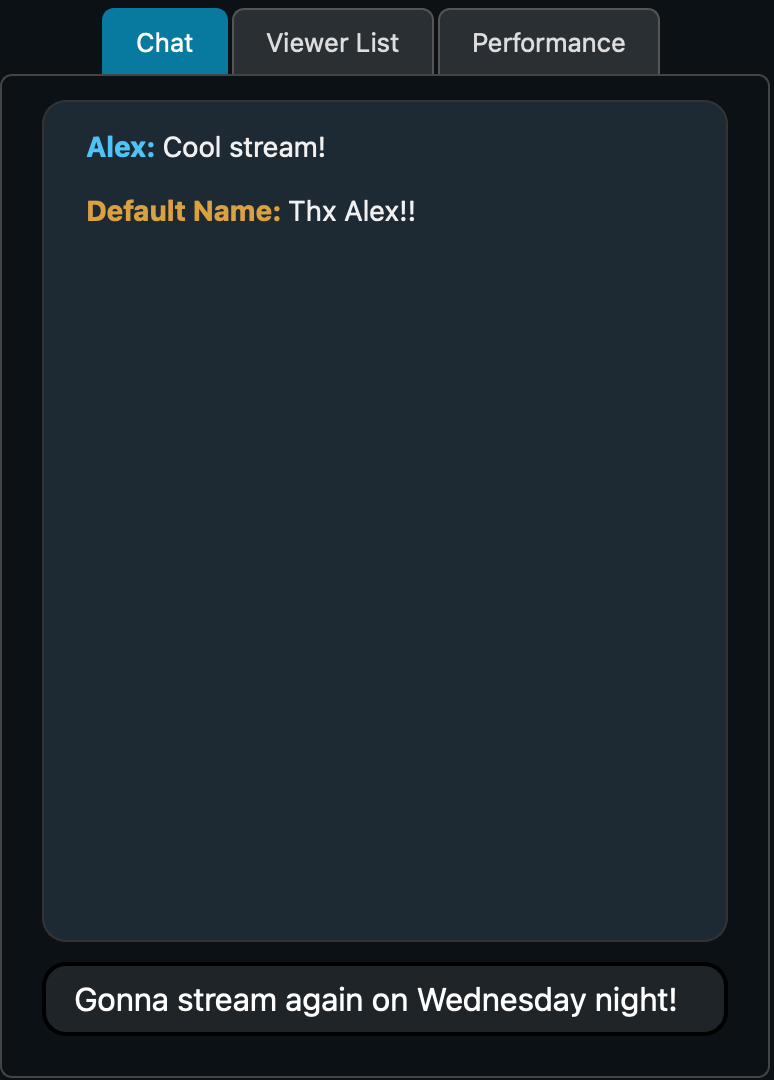 Chat
Viewer List
Performance
Alex: Cool stream!
Default Name: Thx Alex!!
Gonna stream again on Wednesday night!